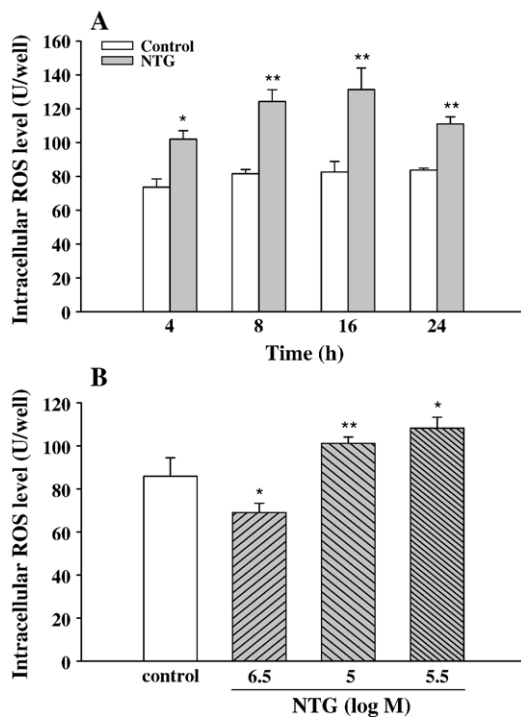 A
Control
NTG
Intracellular ROS level (U/well)
160
140
120
100
80
60
40
20
0
*
**
**
**
4 8 16 24
Time (h)
B
Intracellular ROS level (U/well)
120
100
80
60
40
20
0
*
**
*
control 6.5 5 5.5
NTG (log M)